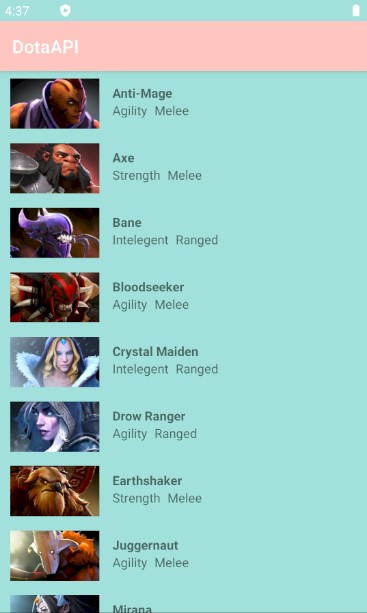 4:37
DotaAPI
Anti-Mage
Agility Melee
Axe
Strength Melee
Bane
Intelegent Ranged
Bloodseeker
Agility Melee
Crystal Maiden
Intelegent Ranged
Drow Ranger
Agility Ranged
Earthshaker
Strength Melee
Juggernaut
Agility Melee
Mirana